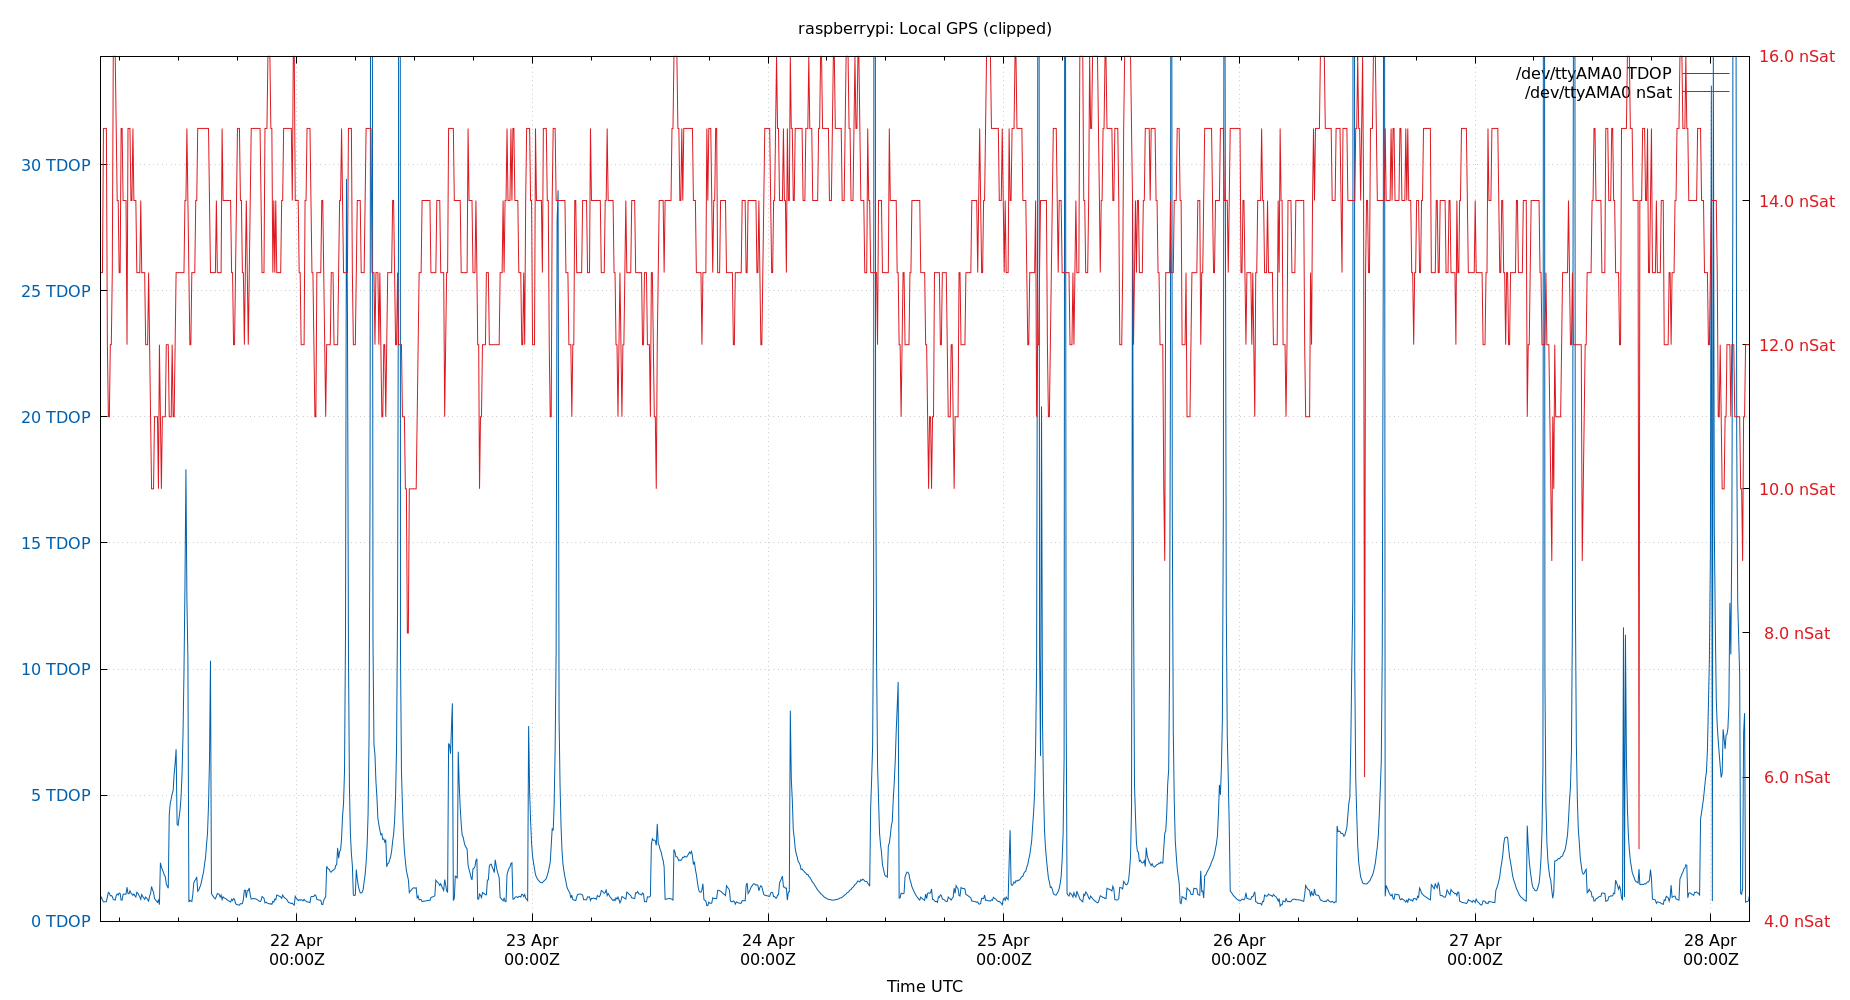 raspberrypi: Local GPS (clipped)
16.0 nSat
/dev/ttyAMA0 TDOP
/dev/ttyAMA0 nSat
30 TDOP
14.0 nSat
25 TDOP
12.0 nSat
20 TDOP
10.0 nSat
15 TDOP
8.0 nSat
10 TDOP
6.0 nSat
5 TDOP
0 TDOP
4.0 nSat
22 Apr
00:00Z
23 Apr
00:00Z
24 Apr
00:00Z
25 Apr
00:00Z
26 Apr
00:00Z
27 Apr
00:00Z
28 Apr
00:00Z
Time UTC